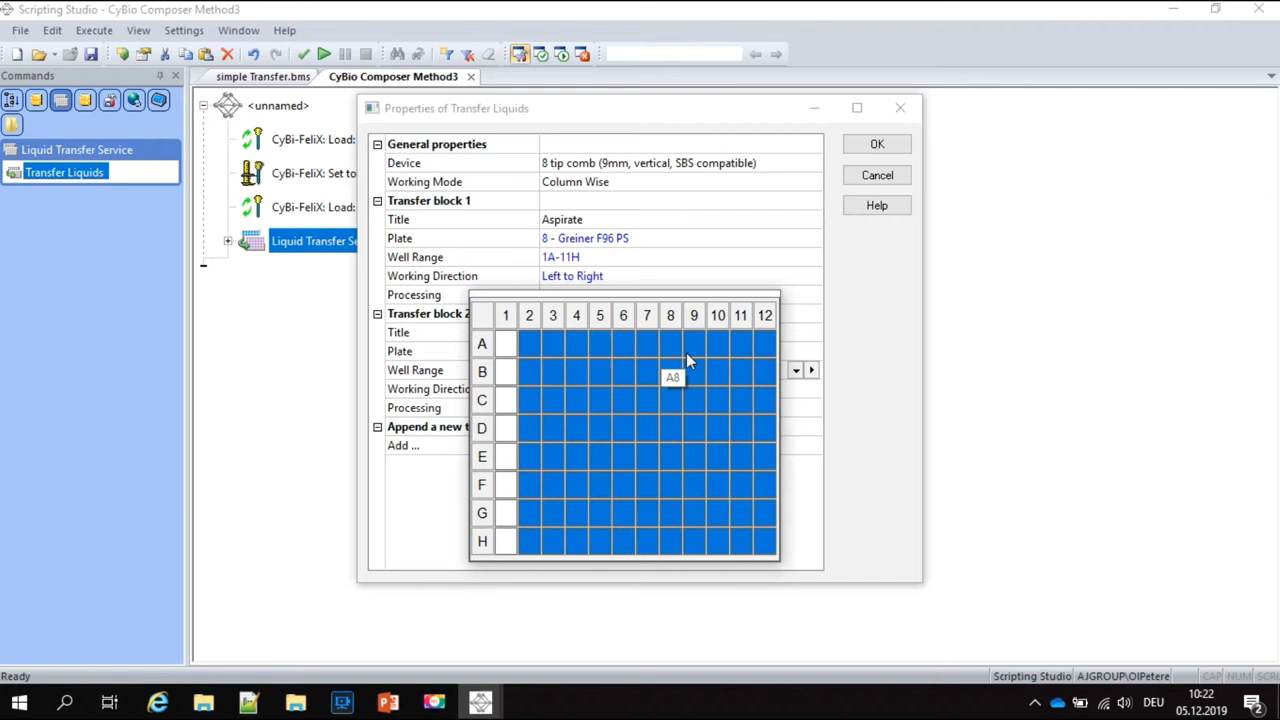 Scripting Studio - CyBio Composer Method3
File Edit Execute View Settings Window Help
Commands
simple Transfer.bms
CyBio Composer Method3
Liquid Transfer Service
Transfer Liquids
<unnamed>
CyBi-FeliX: Load:
CyBi-FeliX: Set to
CyBi-FeliX: Load:
Liquid Transfer Se
Properties of Transfer Liquids
General properties
Device 8 tip comb (9mm, vertical, SBS compatible)
Working Mode Column Wise
Transfer block 1
Title Aspirate
Plate 8 - Greiner F96 PS
Well Range 1A-11H
Working Direction Left to Right
Processing
Transfer block 2
Title
Plate
Well Range
Working Directio
Processing
Append a new t
Add ...
OK
Cancel
Help
1 2 3 4 5 6 7 8 9 10 11 12
A
B
C
D
E
F
G
H
A8
Ready
Scripting Studio AJGROUP\OIPetere CAP NUM SCRL
DEU
10:22
05.12.2019
2